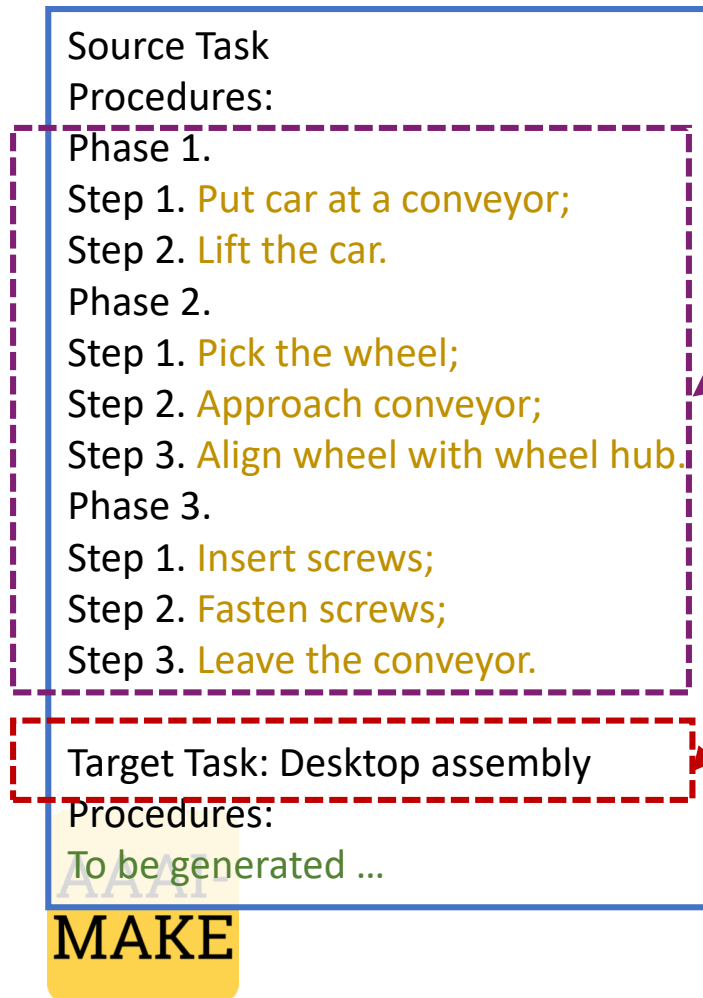 Source Task
Procedures:
Phase 1.
Step 1. Put car at a conveyor;
Step 2. Lift the car.
Phase 2.
Step 1. Pick the wheel;
Step 2. Approach conveyor;
Step 3. Align wheel with wheel hub.
Phase 3.
Step 1. Insert screws;
Step 2. Fasten screws;
Step 3. Leave the conveyor.
Target Task: Desktop assembly
Procedures:
To be generated ...
AAAI-
MAKE